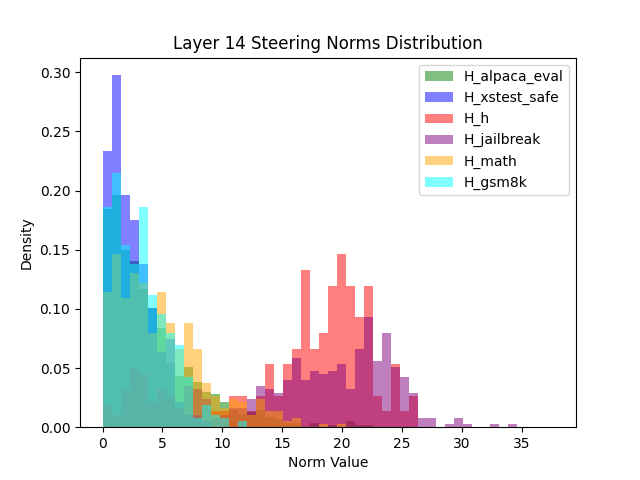 Layer 14 Steering Norms Distribution
H_alpaca_eval
H_xstest_safe
H_h
H_jailbreak
H_math
H_gsm8k
0.30
0.25
0.20
0.15
0.10
0.05
0.00
Density
0 5 10 15 20 25 30 35
Norm Value